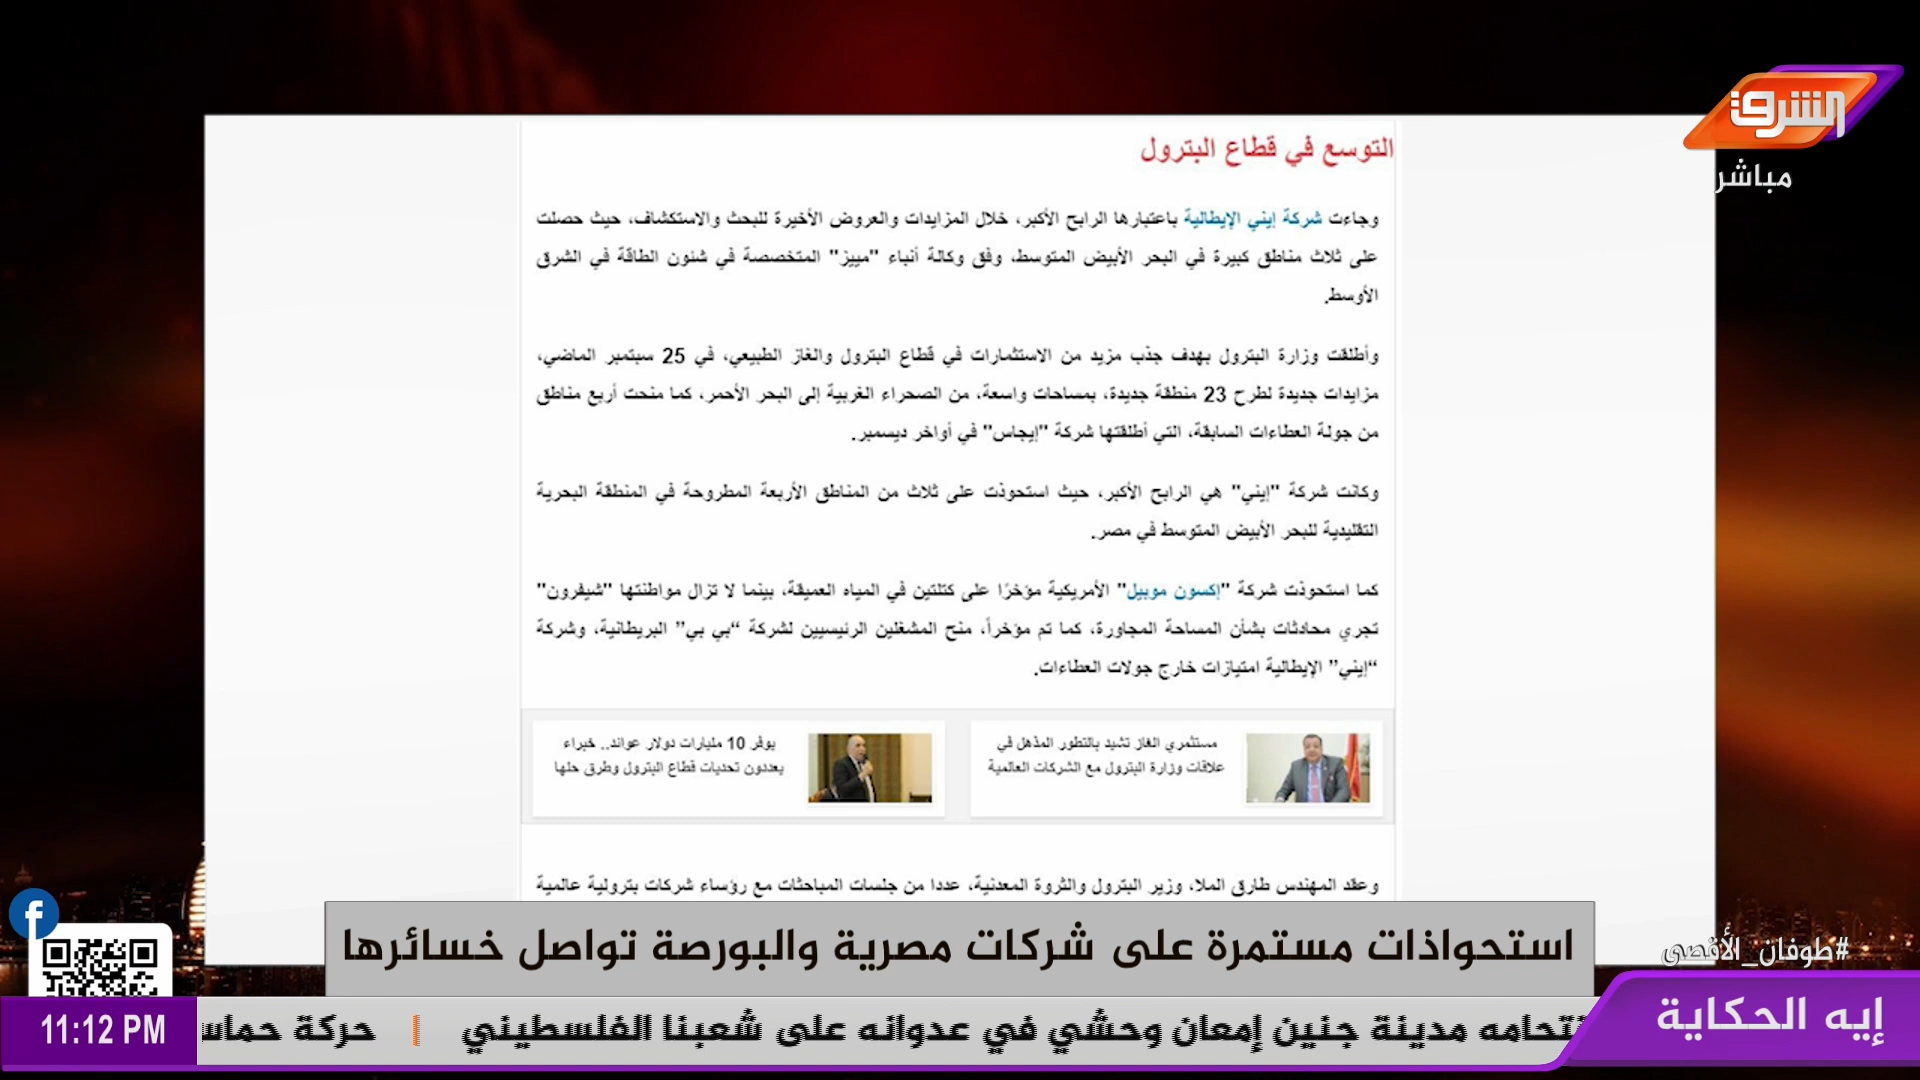 الشرق
مباشر
التوسع في قطاع البترول
وجاءت شركة إيني الإيطالية باعتبارها الرابح الأكبر، خلال المزايدات والعروض الأخيرة للبحث والاستكشاف، حيث حصلت
على ثلاث مناطق كبيرة في البحر الأبيض المتوسط، وفق وكالة أنباء "مييز" المتخصصة في شئون الطاقة في الشرق
الأوسط.
وأطلقت وزارة البترول بهدف جذب مزيد من الاستثمارات في قطاع البترول والغاز الطبيعي، في 25 سبتمبر الماضي،
مزايدات جديدة لطرح 23 منطقة جديدة، بمساحات واسعة، من الصحراء الغربية إلى البحر الأحمر، كما منحت أربع مناطق
من جولة العطاءات السابقة، التي أطلقتها شركة "إيجاس" في أواخر ديسمبر.
وكانت شركة "إيني" هي الرابح الأكبر، حيث استحوذت على ثلاث من المناطق الأربعة المطروحة في المنطقة البحرية
التقليدية للبحر الأبيض المتوسط في مصر.
كما استحوذت شركة "إكسون موبيل" الأمريكية مؤخرًا على كتلتين في المياه العميقة، بينما لا تزال مواطنتها "شيفرون"
تجري محادثات بشأن المساحة المجاورة، كما تم مؤخراً، منح المشغلين الرئيسيين لشركة “بي بي” البريطانية، وشركة
“إيني” الإيطالية امتيازات خارج جولات العطاءات.
مستثمري الغاز تشيد بالتطور المذهل في
علاقات وزارة البترول مع الشركات العالمية
يوفر 10 مليارات دولار عوائد.. خبراء
يعددون تحديات قطاع البترول وطرق حلها
وعقد المهندس طارق الملا، وزير البترول والثروة المعدنية، عددا من جلسات المباحثات مع رؤساء شركات بترولية عالمية
استحواذات مستمرة على شركات مصرية والبورصة تواصل خسائرها
#طوفان_الأقصى
إيه الحكاية
تحامه مدينة جنين إمعان وحشي في عدوانه على شعبنا الفلسطيني | حركة حماس
11:12 PM